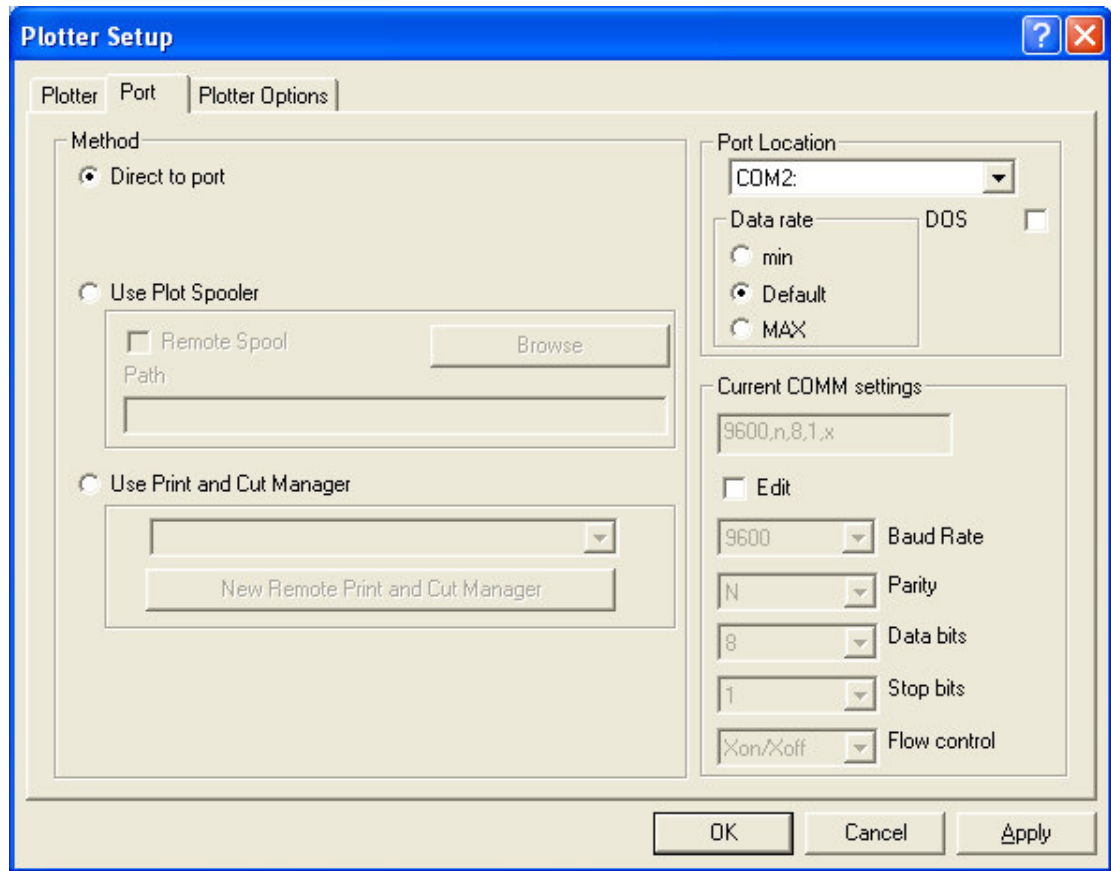 Plotter Setup
Plotter Port Plotter Options
Method
Direct to port
Use Plot Spooler
Remote Spool Browse
Path
Use Print and Cut Manager
New Remote Print and Cut Manager
Port Location
COM2:
Data rate DOS
min
Default
MAX
Current COMM settings
9600,n,8,1,x
Edit
9600 Baud Rate
N Parity
8 Data bits
1 Stop bits
Xon/Xoff Flow control
OK Cancel Apply